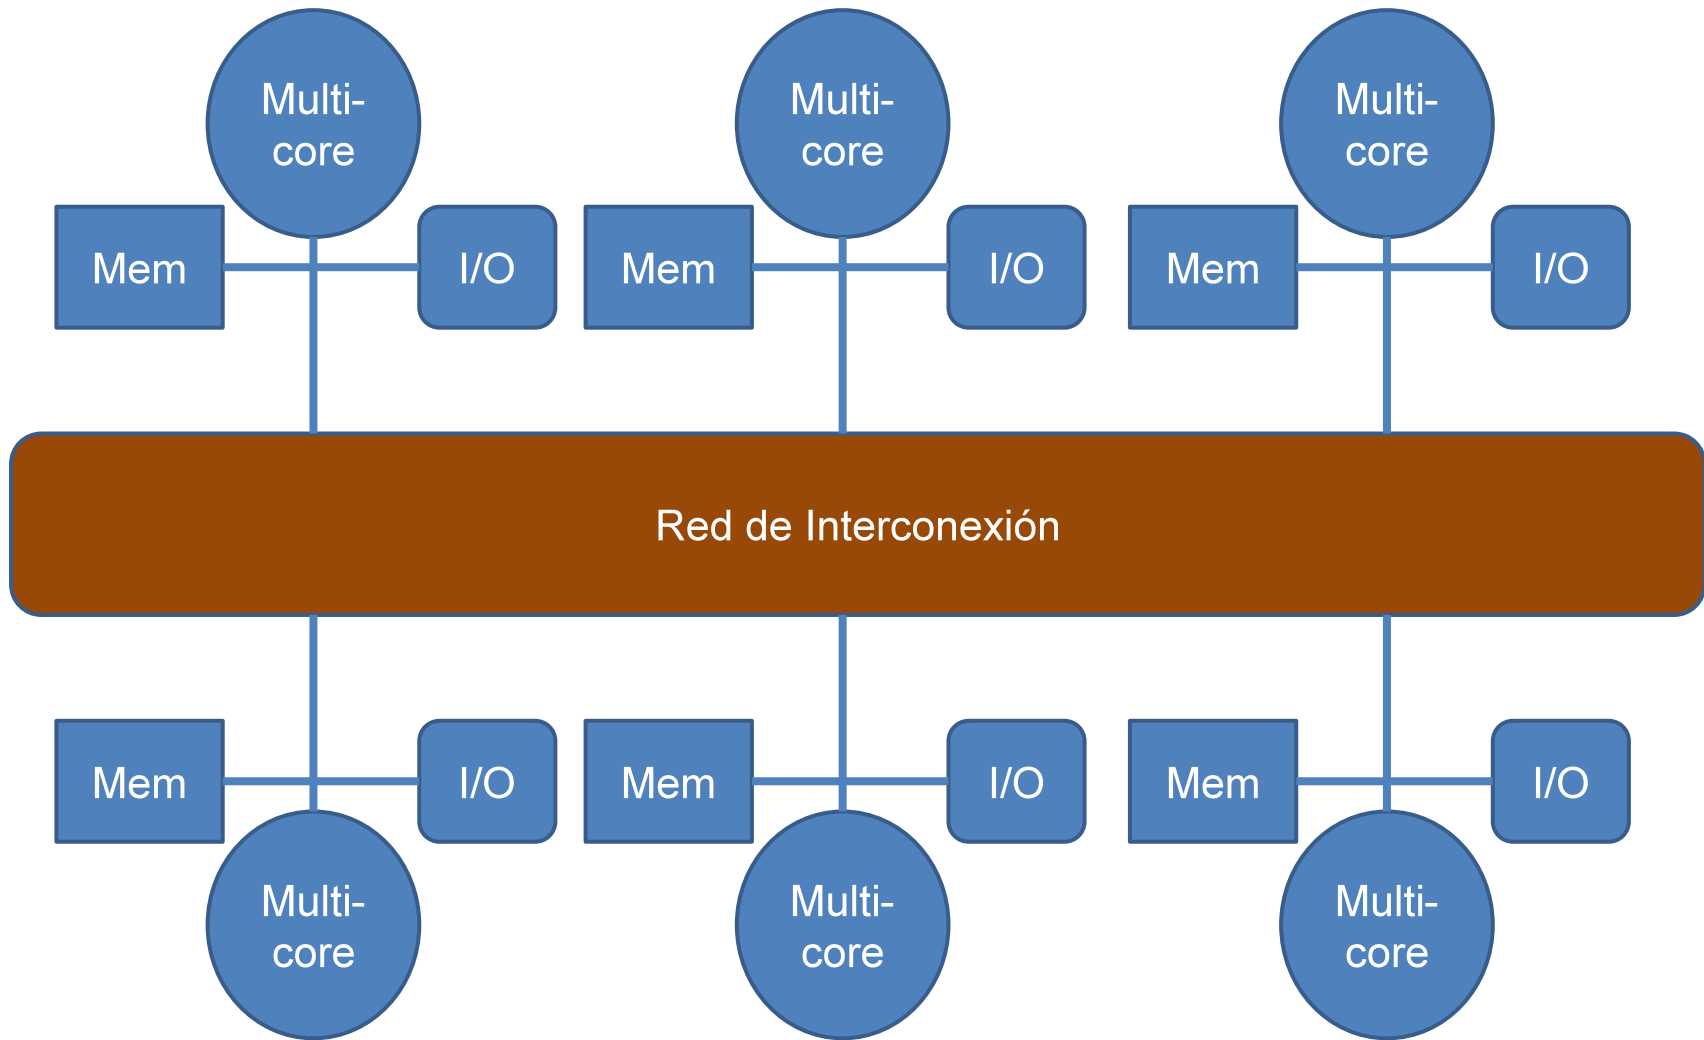 Multi-
core
Multi-
core
Multi-
core
Mem
I/O
Mem
I/O
Mem
I/O
Red de Interconexión
Mem
I/O
Mem
I/O
Mem
I/O
Multi-
core
Multi-
core
Multi-
core